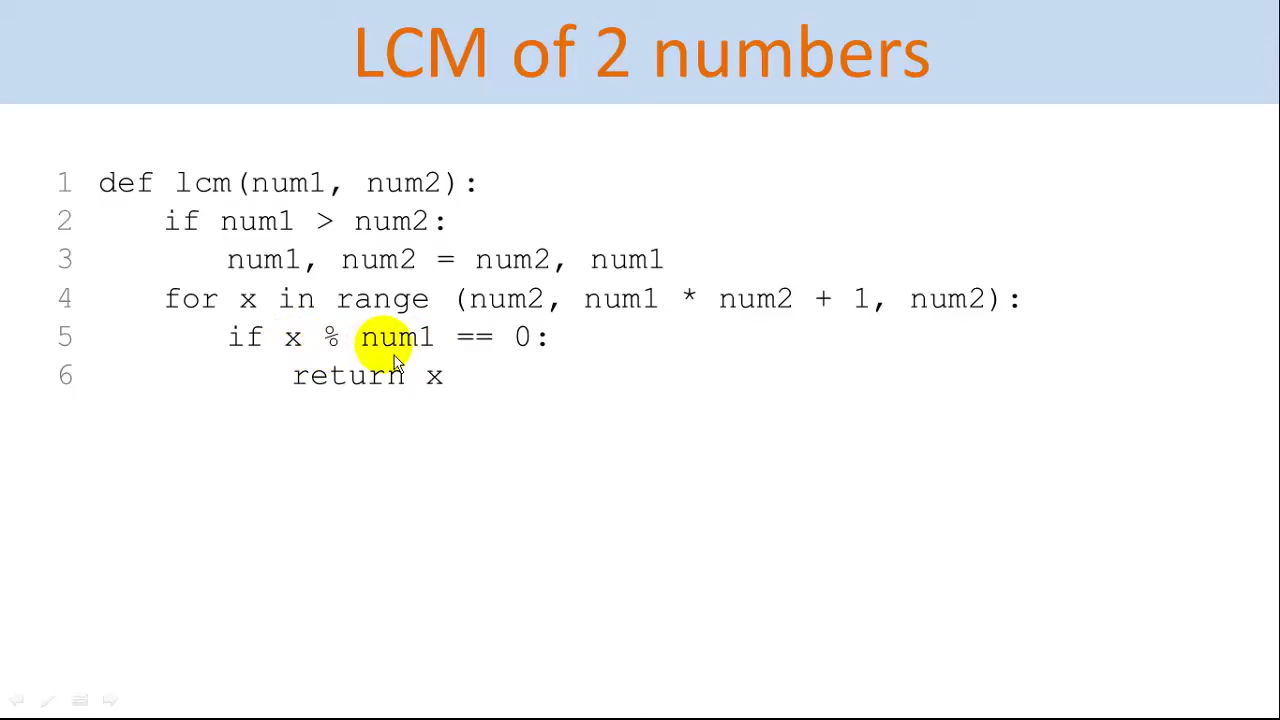 LCM of 2 numbers
1 def lcm(num1, num2):
2 if num1 > num2:
3 num1, num2 = num2, num1
4 for x in range (num2, num1 * num2 + 1, num2):
5 if x % num1 == 0:
6 return x